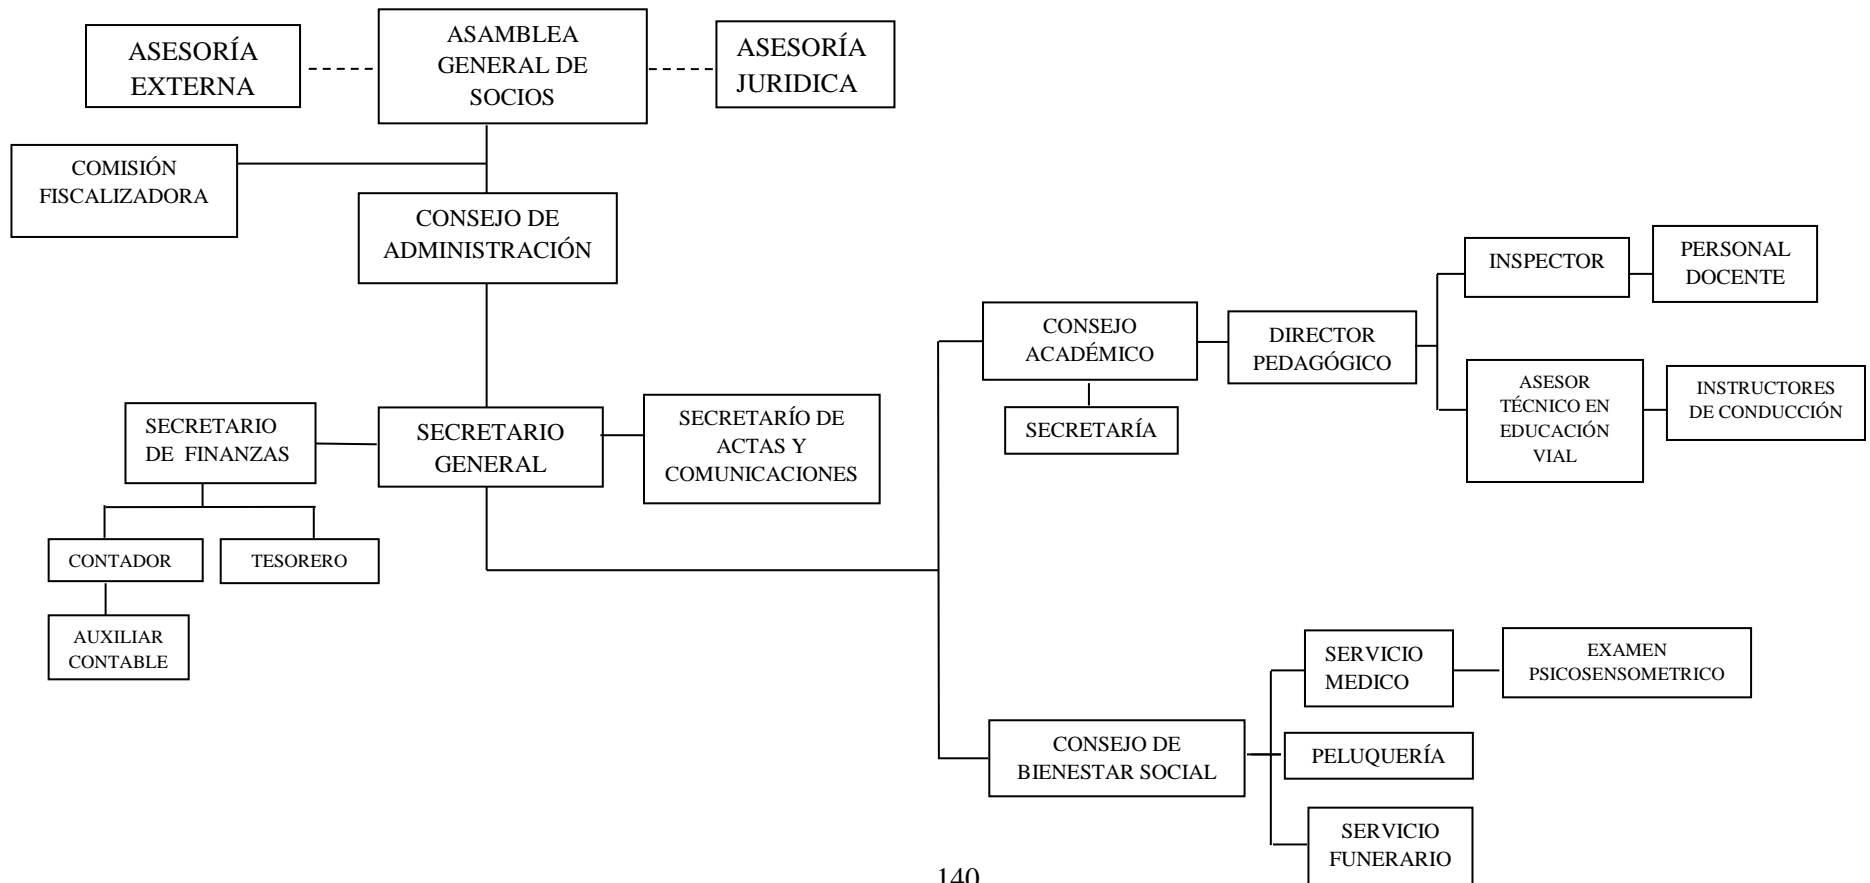 ASESORÍA
EXTERNA
ASAMBLEA
GENERAL DE
SOCIOS
ASESORÍA
JURIDICA
COMISIÓN
FISCALIZADORA
CONSEJO DE
ADMINISTRACIÓN
INSPECTOR
PERSONAL
DOCENTE
CONSEJO
ACADÉMICO
DIRECTOR
PEDAGÓGICO
SECRETARÍA
ASESOR
TÉCNICO EN
EDUCACIÓN
VIAL
INSTRUCTORES
DE CONDUCCIÓN
SECRETARIO
DE FINANZAS
SECRETARIO
GENERAL
SECRETARÍO DE
ACTAS Y
COMUNICACIONES
CONTADOR
TESORERO
AUXILIAR
CONTABLE
SERVICIO
MEDICO
EXAMEN
PSICOSENSOMETRICO
CONSEJO DE
BIENESTAR SOCIAL
PELUQUERÍA
SERVICIO
FUNERARIO
140